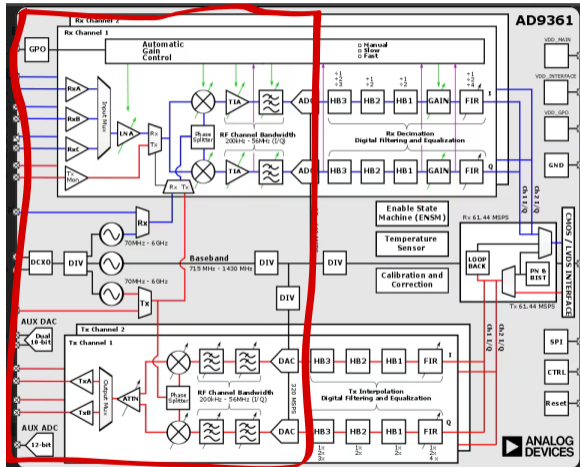 AD9361
Rx Channel 2
Rx Channel 1
GPO
Automatic
Gain
Control
Manual
Slow
Fast
VDD_MAIN
VDD_INTERFACE
VDD_GPO
GND
RxA
RxB
RxC
Input Mux
LNA
Rx
Tx
Tx
Mon.
Phase
Splitter
TIA
TIA
RF Channel Bandwidth
200kHz - 56MHz (I/Q)
HB3
HB2
HB1
GAIN
FIR
I
Rx Decimation
Digital Filtering and Equalization
HB3
HB2
HB1
GAIN
FIR
Q
Rx Tx
Ch1 I/Q
Ch2 I/Q
Enable State
Machine (ENSM)
Temperature
Sensor
Calibration and
Correction
Rx 61.44 MSPS
LOOP
BACK
PN &
BIST
Tx 61.44 MSPS
CMOS / LVDS INTERFACE
Rx
70MHz - 6GHz
DCXO
DIV
Baseband
715 MHz - 1430 MHz
DIV
DIV
DIV
70MHz - 6GHz
Tx
AUX DAC
Dual
10-bit
Tx Channel 2
Tx Channel 1
TxA
TxB
Output Mux
ATTN
Phase
Splitter
RF Channel Bandwidth
200kHz - 56MHz (I/Q)
DAC
DAC
320 MSPS
HB3
HB2
HB1
FIR
I
Tx Interpolation
Digital Filtering and Equalization
HB3
HB2
HB1
FIR
Q
Ch1 I/Q
Ch2 I/Q
AUX ADC
12-bit
SPI
CTRL
Reset
ANALOG
DEVICES